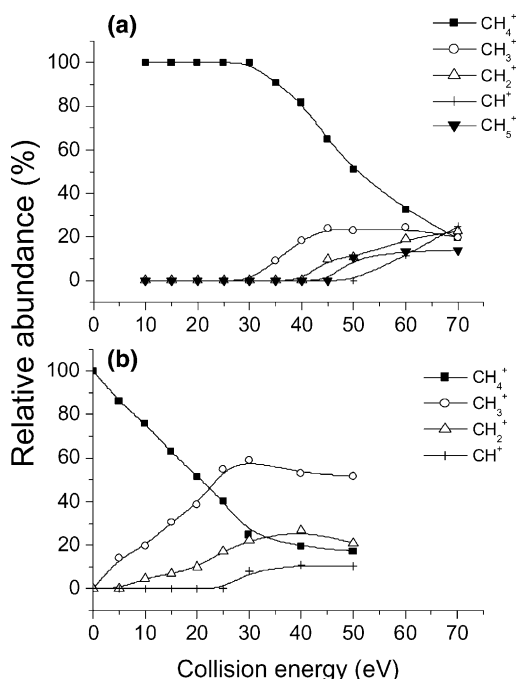 (a)
CH₄⁺
CH₃⁺
CH₂⁺
CH⁺
CH₅⁺
100
80
60
40
20
0
0 10 20 30 40 50 60 70
Relative abundance (%)
(b)
CH₄⁺
CH₃⁺
CH₂⁺
CH⁺
100
80
60
40
20
0
0 10 20 30 40 50 60 70
Collision energy (eV)